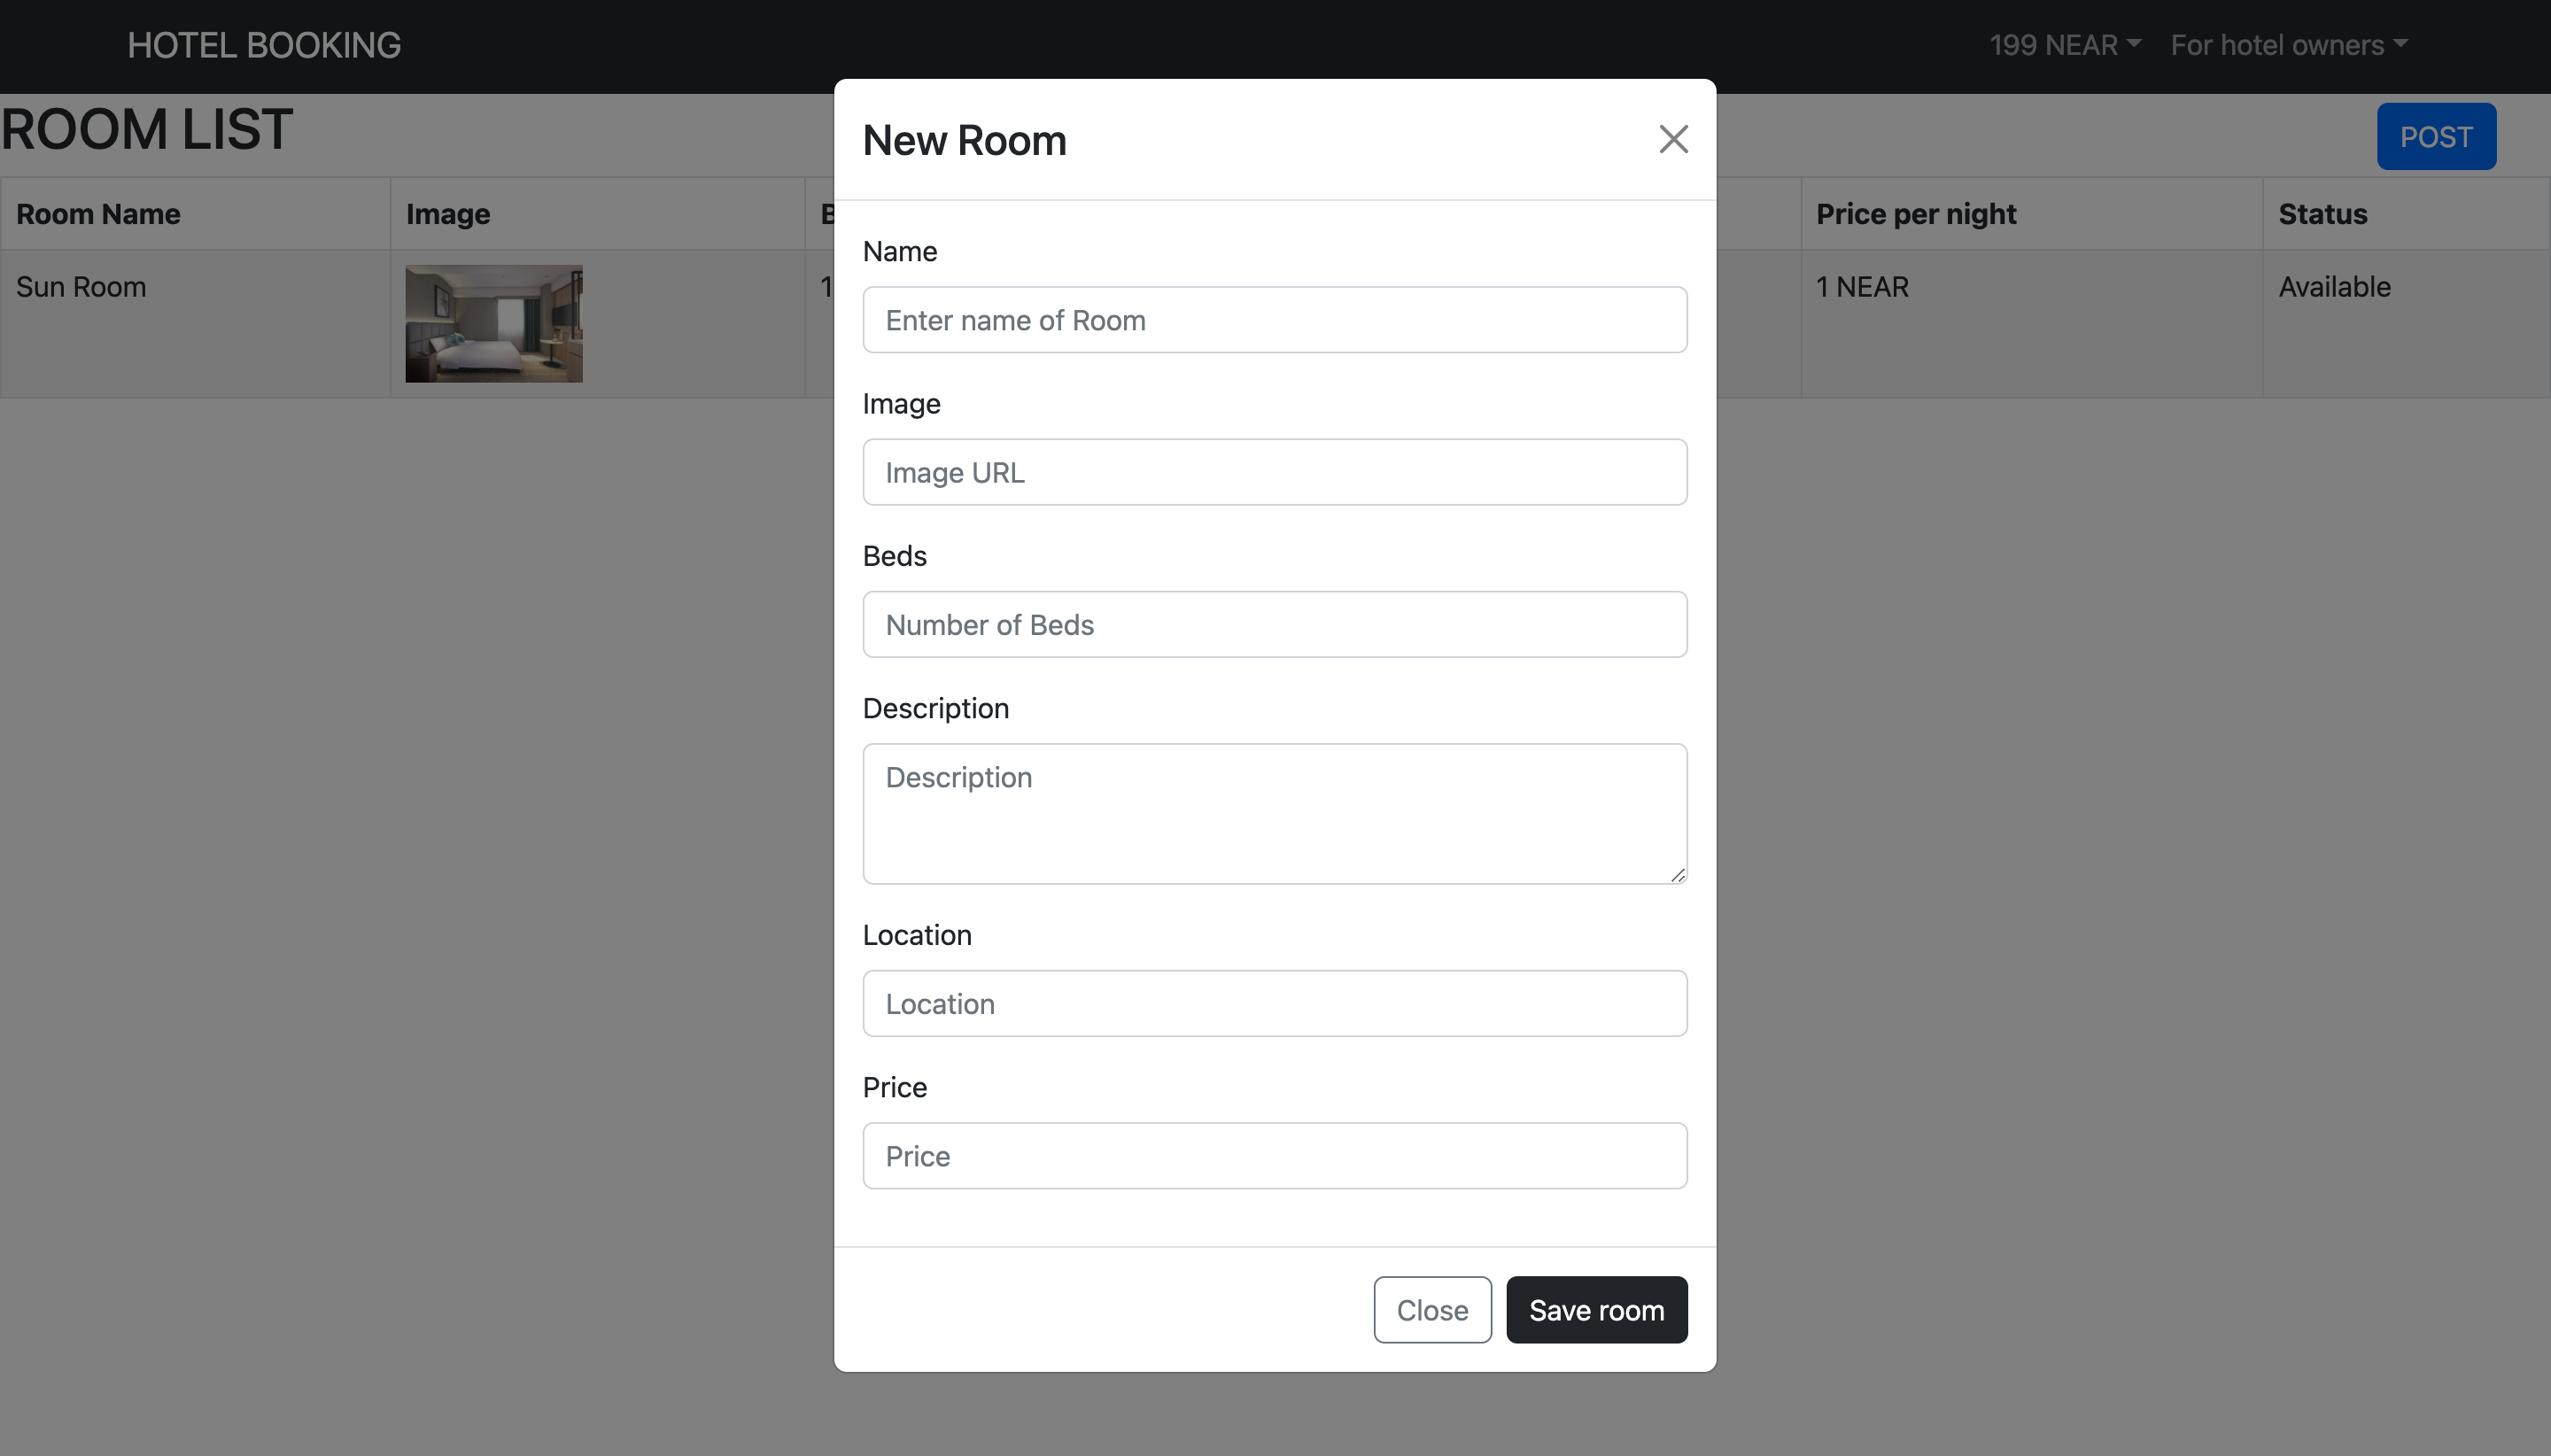 HOTEL BOOKING
199 NEAR
For hotel owners
ROOM LIST
POST
Room Name
Image
Price per night
Status
Sun Room
1
1 NEAR
Available
New Room
Name
Enter name of Room
Image
Image URL
Beds
Number of Beds
Description
Description
Location
Location
Price
Price
Close
Save room